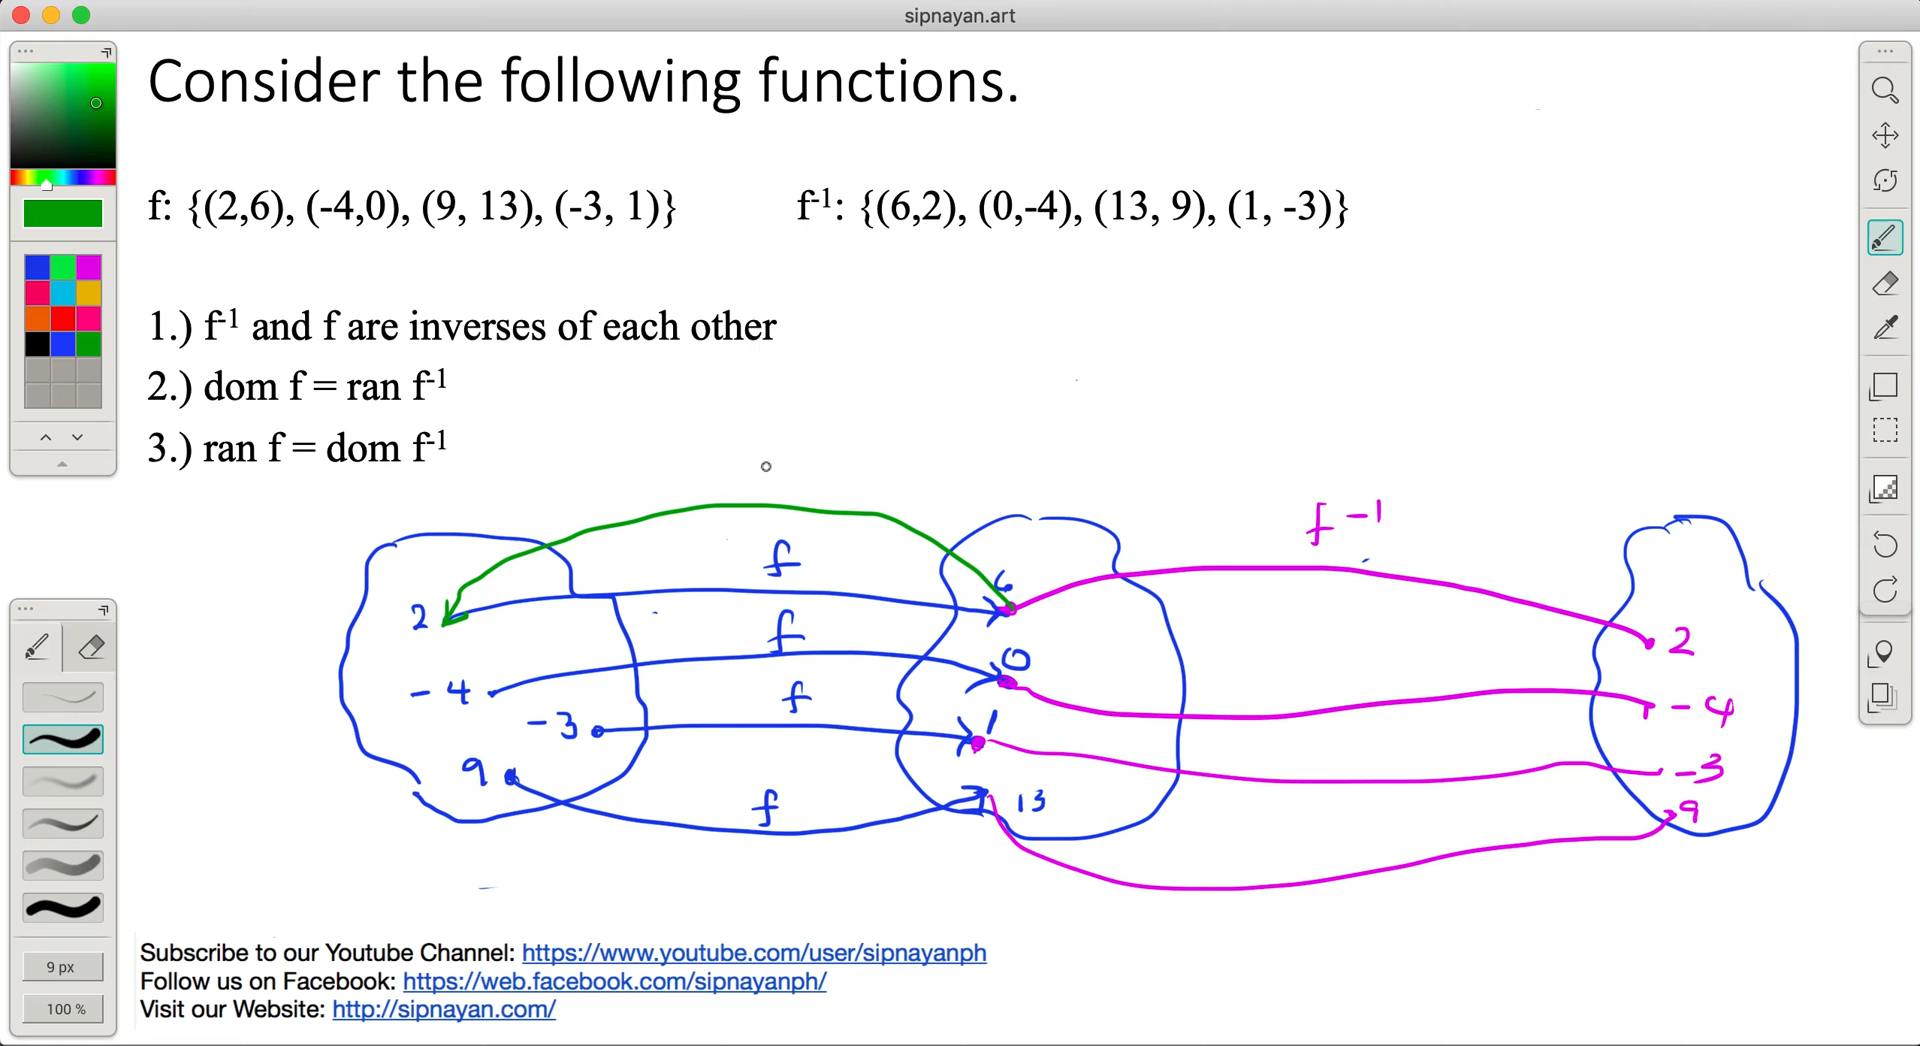 sipnayan.art
Consider the following functions.
f: {(2,6), (-4,0), (9, 13), (-3, 1)}
f⁻¹: {(6,2), (0,-4), (13, 9), (1, -3)}
1.) f⁻¹ and f are inverses of each other
2.) dom f = ran f⁻¹
3.) ran f = dom f⁻¹
f⁻¹
f
6
2
f
2
0
-4
f
-4
-3
1
-3
9
f
13
9
Subscribe to our Youtube Channel: https://www.youtube.com/user/sipnayanph
Follow us on Facebook: https://web.facebook.com/sipnayanph/
Visit our Website: http://sipnayan.com/
9 px
100 %